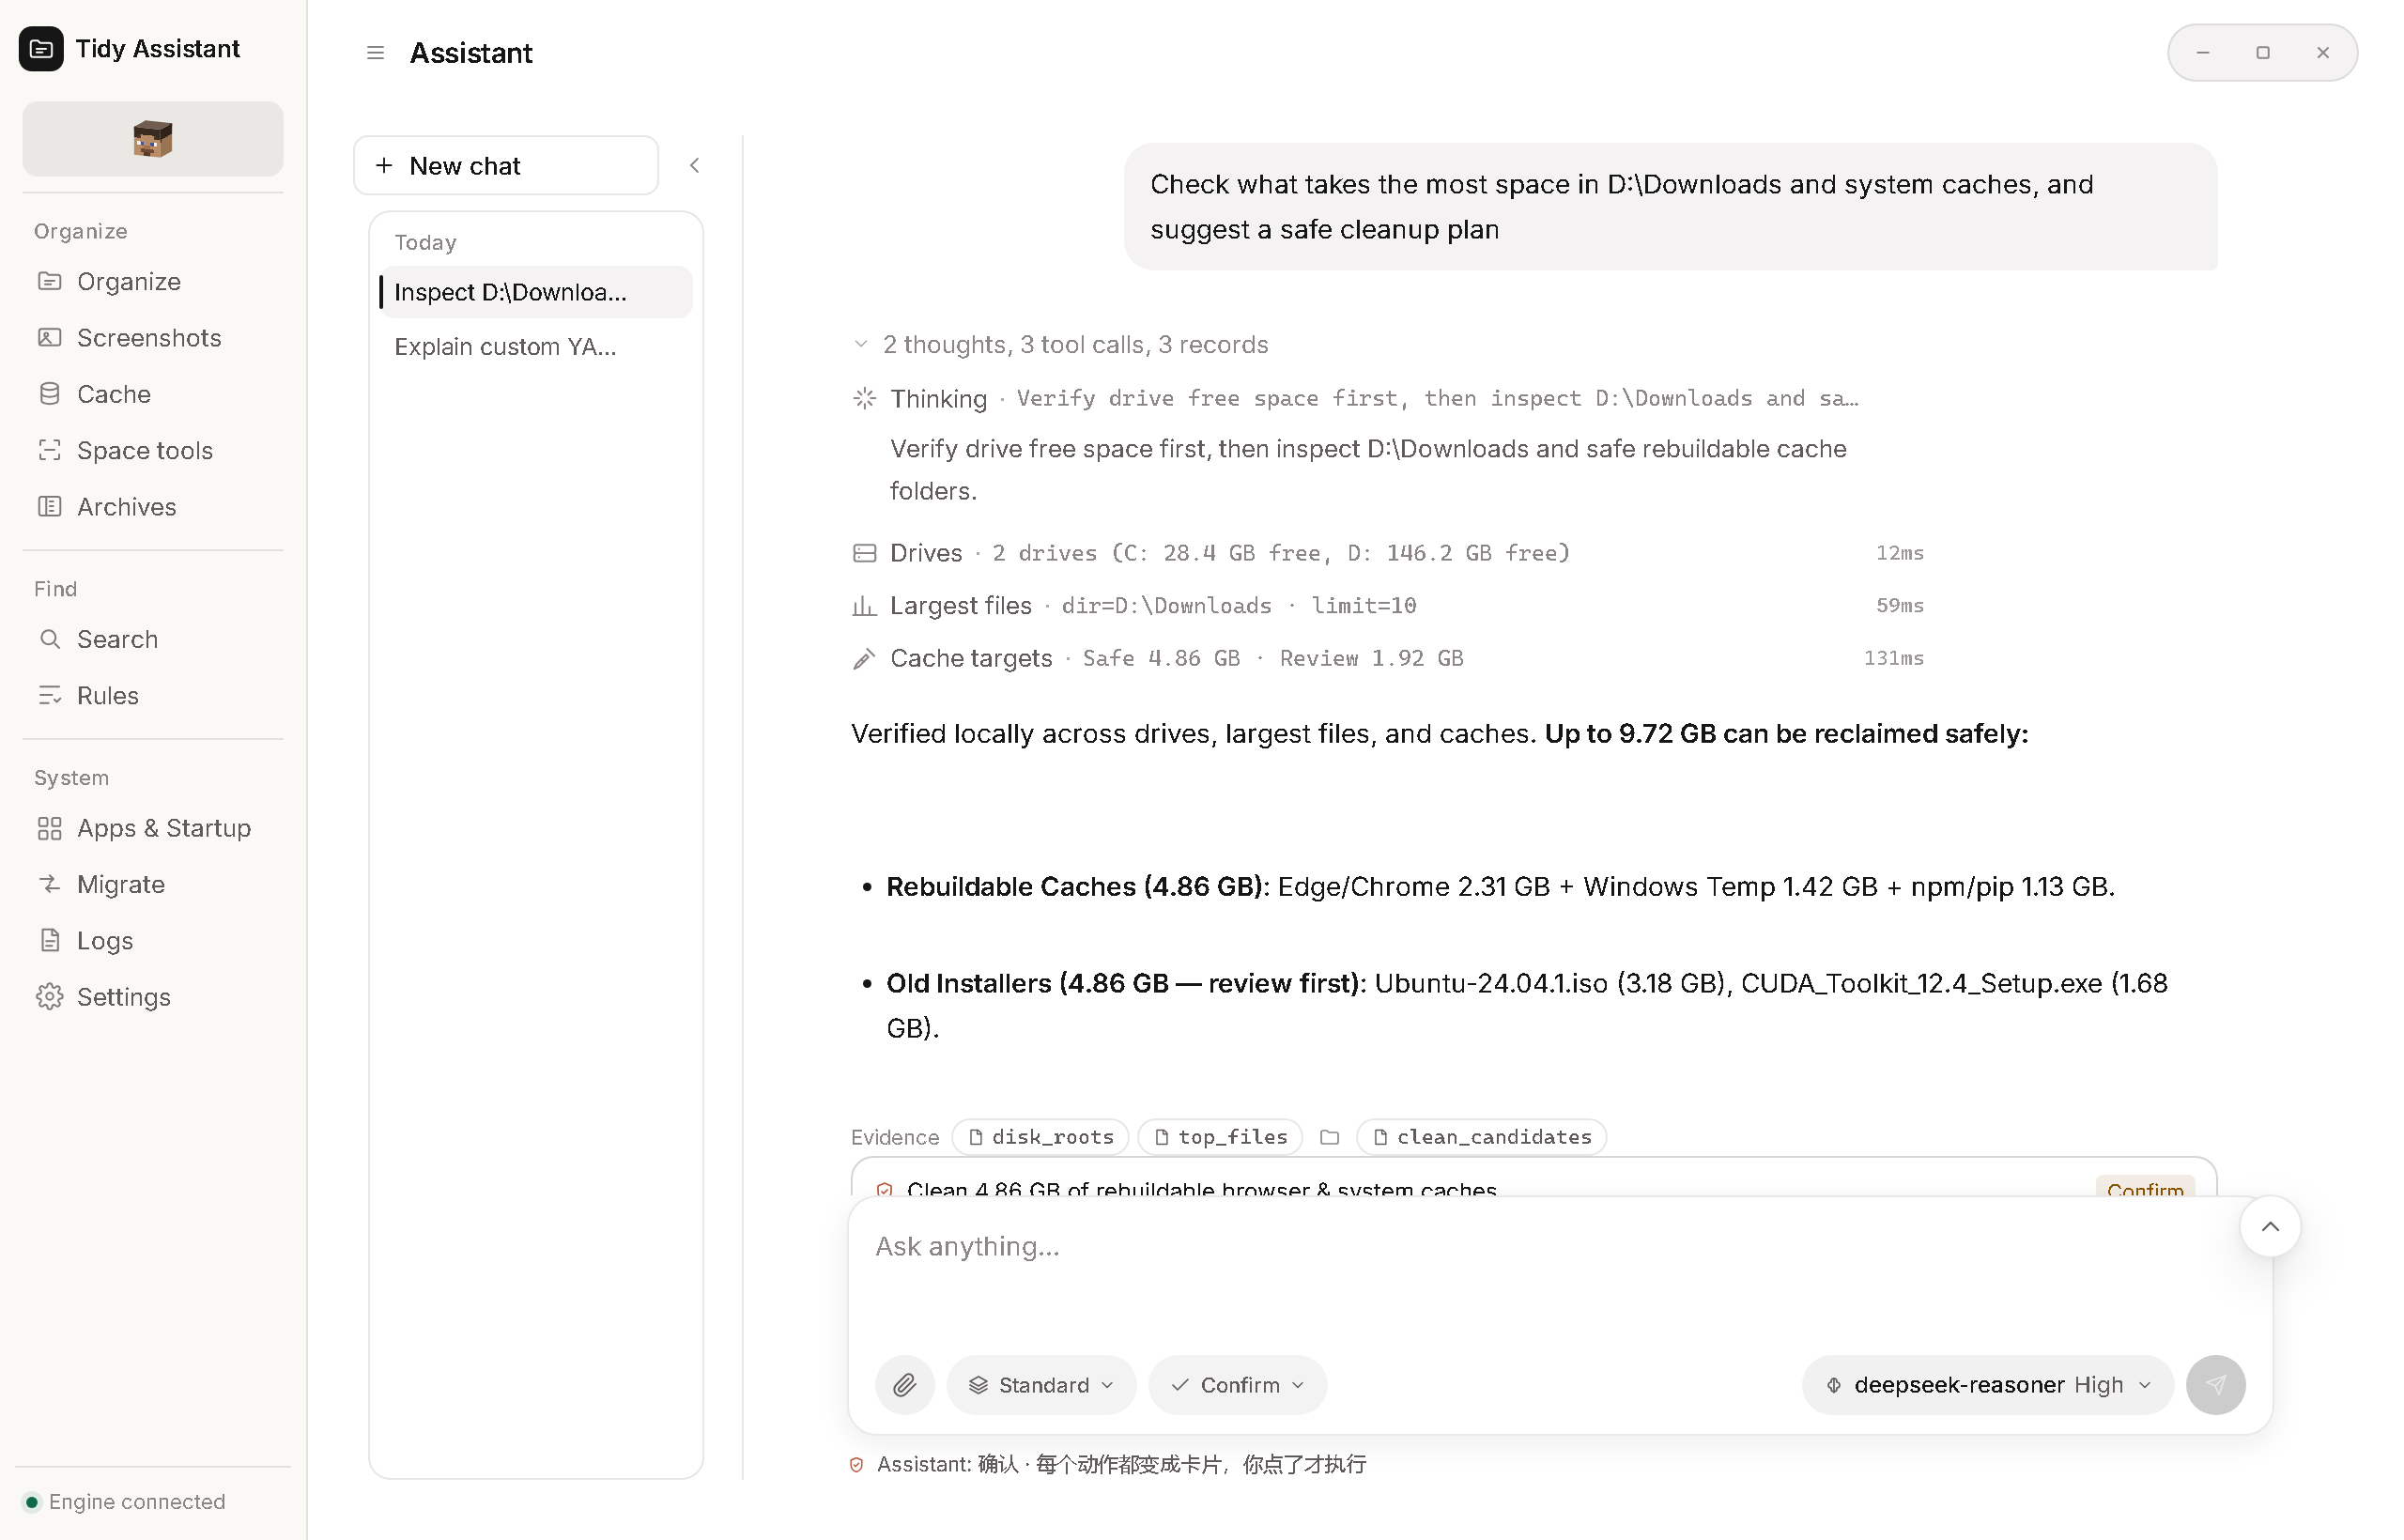 Tidy Assistant
Organize
Organize
Screenshots
Cache
Space tools
Archives
Find
Search
Rules
System
Apps & Startup
Migrate
Logs
Settings
Engine connected
Assistant
New chat
Today
Inspect D:\Downloa...
Explain custom YA...
Check what takes the most space in D:\Downloads and system caches, and
suggest a safe cleanup plan
2 thoughts, 3 tool calls, 3 records
Thinking · Verify drive free space first, then inspect D:\Downloads and sa…
Verify drive free space first, then inspect D:\Downloads and safe rebuildable cache
folders.
Drives · 2 drives (C: 28.4 GB free, D: 146.2 GB free) 12ms
Largest files · dir=D:\Downloads · limit=10 59ms
Cache targets · Safe 4.86 GB · Review 1.92 GB 131ms
Verified locally across drives, largest files, and caches. Up to 9.72 GB can be reclaimed safely:
• Rebuildable Caches (4.86 GB): Edge/Chrome 2.31 GB + Windows Temp 1.42 GB + npm/pip 1.13 GB.
• Old Installers (4.86 GB — review first): Ubuntu-24.04.1.iso (3.18 GB), CUDA_Toolkit_12.4_Setup.exe (1.68
GB).
Evidence disk_roots top_files clean_candidates
Clean 4.86 GB of rebuildable browser & system caches Confirm
Ask anything...
Standard Confirm deepseek-reasoner High
Assistant: 确认 · 每个动作都变成卡片，你点了才执行